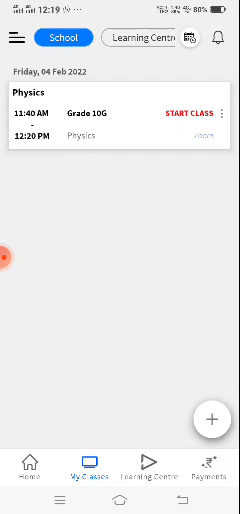 12:19
80%
School
Learning Centre
Friday, 04 Feb 2022
Physics
11:40 AM Grade 10G START CLASS
-
12:20 PM Physics Zoom
Home My Classes Learning Centre Payments